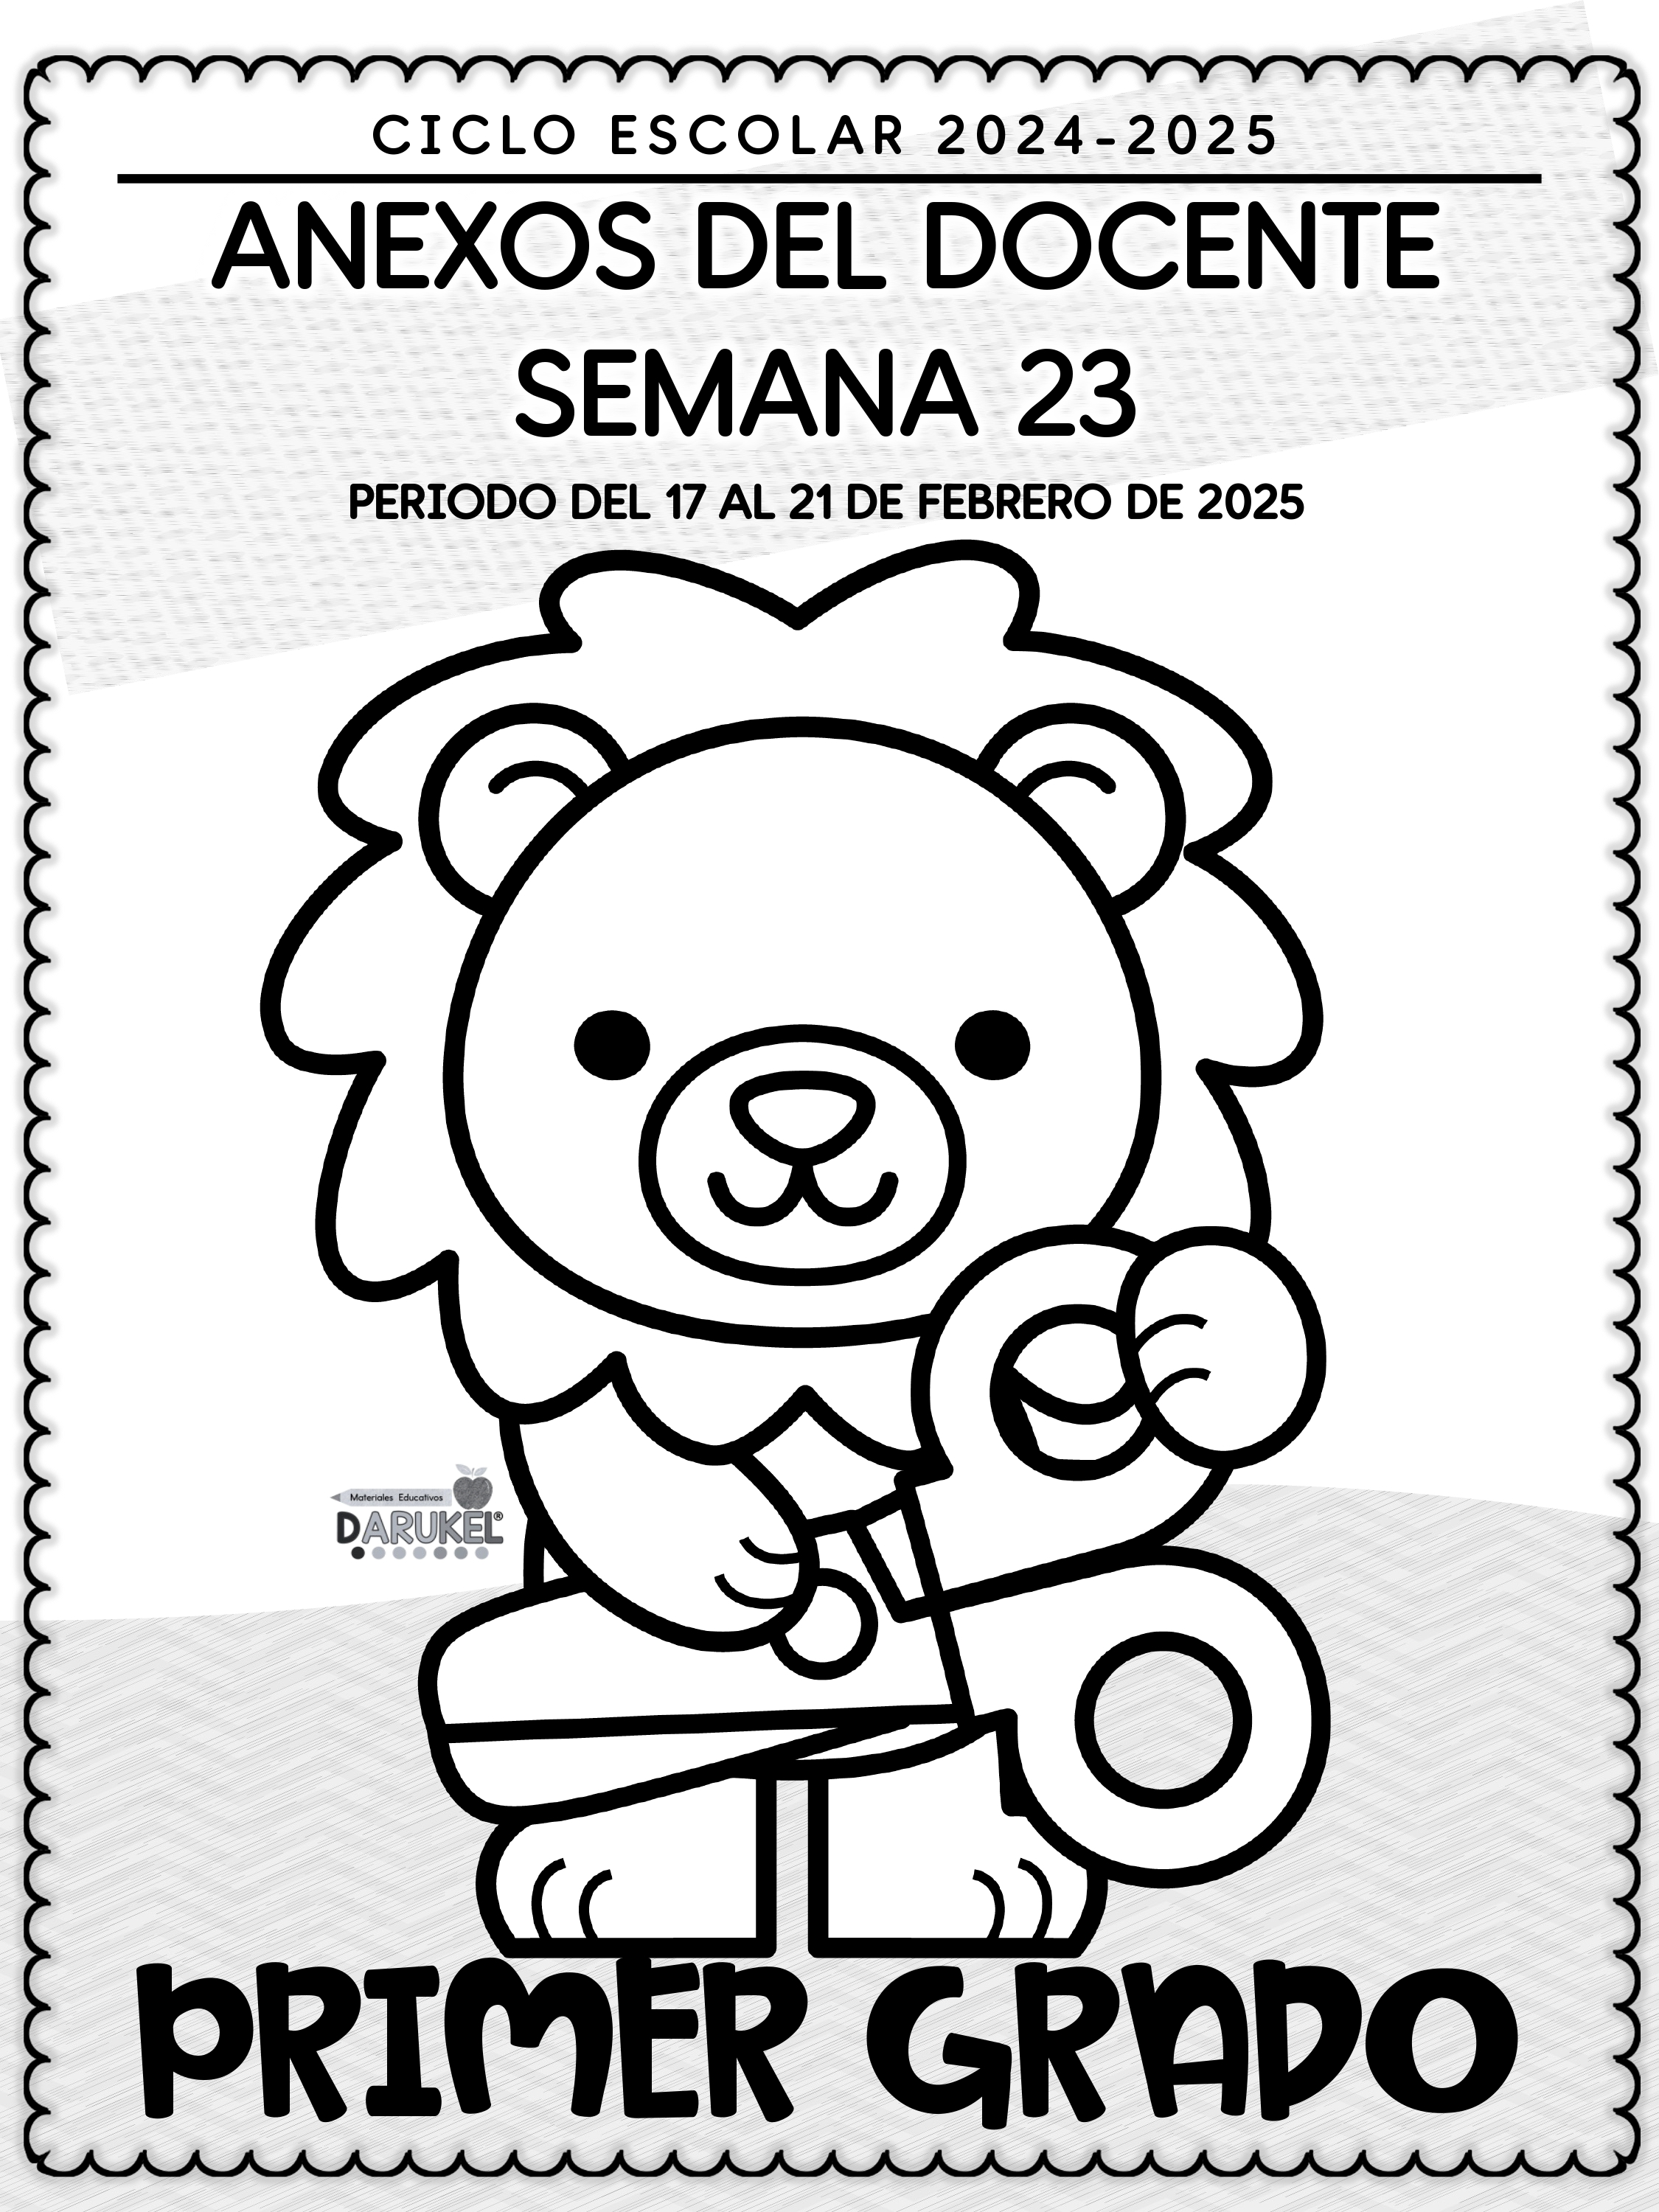 CICLO ESCOLAR 2024-2025
ANEXOS DEL DOCENTE
SEMANA 23
PERIODO DEL 17 AL 21 DE FEBRERO DE 2025
Materiales Educativos
DARUKEL®
PRIMER GRADO